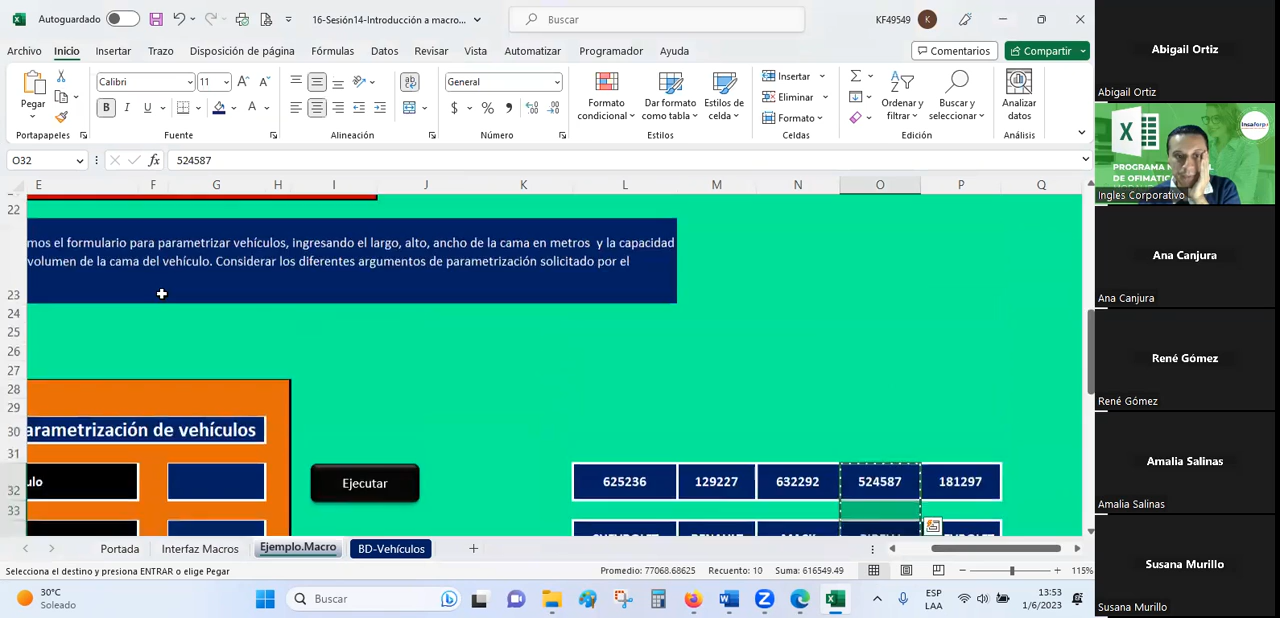 Autoguardado
16-Sesión14-Introducción a macro...
Buscar
KF49549
K
Archivo Inicio Insertar Trazo Disposición de página Fórmulas Datos Revisar Vista Automatizar Programador Ayuda
Comentarios
Compartir
Pegar
Calibri
11
General
Formato condicional
Dar formato como tabla
Estilos de celda
Insertar
Eliminar
Formato
Ordenar y filtrar
Buscar y seleccionar
Analizar datos
Portapapeles
Fuente
Alineación
Número
Estilos
Celdas
Edición
Análisis
O32
524587
E F G H I J K L M N O P Q
22
mos el formulario para parametrizar vehículos, ingresando el largo, alto, ancho de la cama en metros y la capacidad
volumen de la cama del vehículo. Considerar los diferentes argumentos de parametrización solicitado por el
23
24
25
26
27
28
29
30
arametrización de vehículos
31
32
ulo
Ejecutar
625236 129227 632292 524587 181297
33
Portada
Interfaz Macros
Ejemplo.Macro
BD-Vehículos
Selecciona el destino y presiona ENTRAR o elige Pegar
Promedio: 77068.68625
Recuento: 10
Suma: 616549.49
115%
30°C
Soleado
Buscar
ESP
LAA
13:53
1/6/2023
Abigail Ortiz
Abigail Ortiz
PROGRAMA
DE OFIMATIC
Ingles Corporativo
Ana Canjura
Ana Canjura
René Gómez
René Gómez
Amalia Salinas
Amalia Salinas
Susana Murillo
Susana Murillo